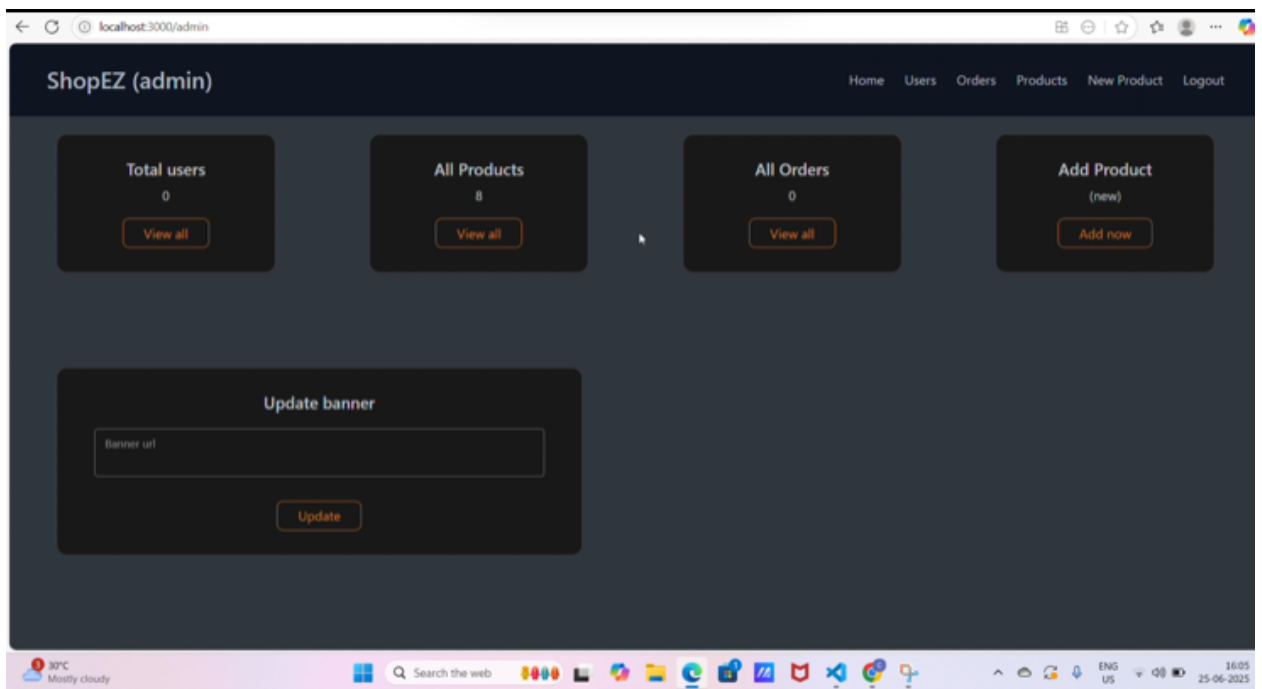 localhost:3000/admin
ShopEZ (admin)
Home Users Orders Products New Product Logout
Total users
0
View all
All Products
8
View all
All Orders
0
View all
Add Product
(new)
Add now
Update banner
Banner url
Update
3
30°C
Mostly cloudy
Search the web
ENG
US
16:05
25-06-2025